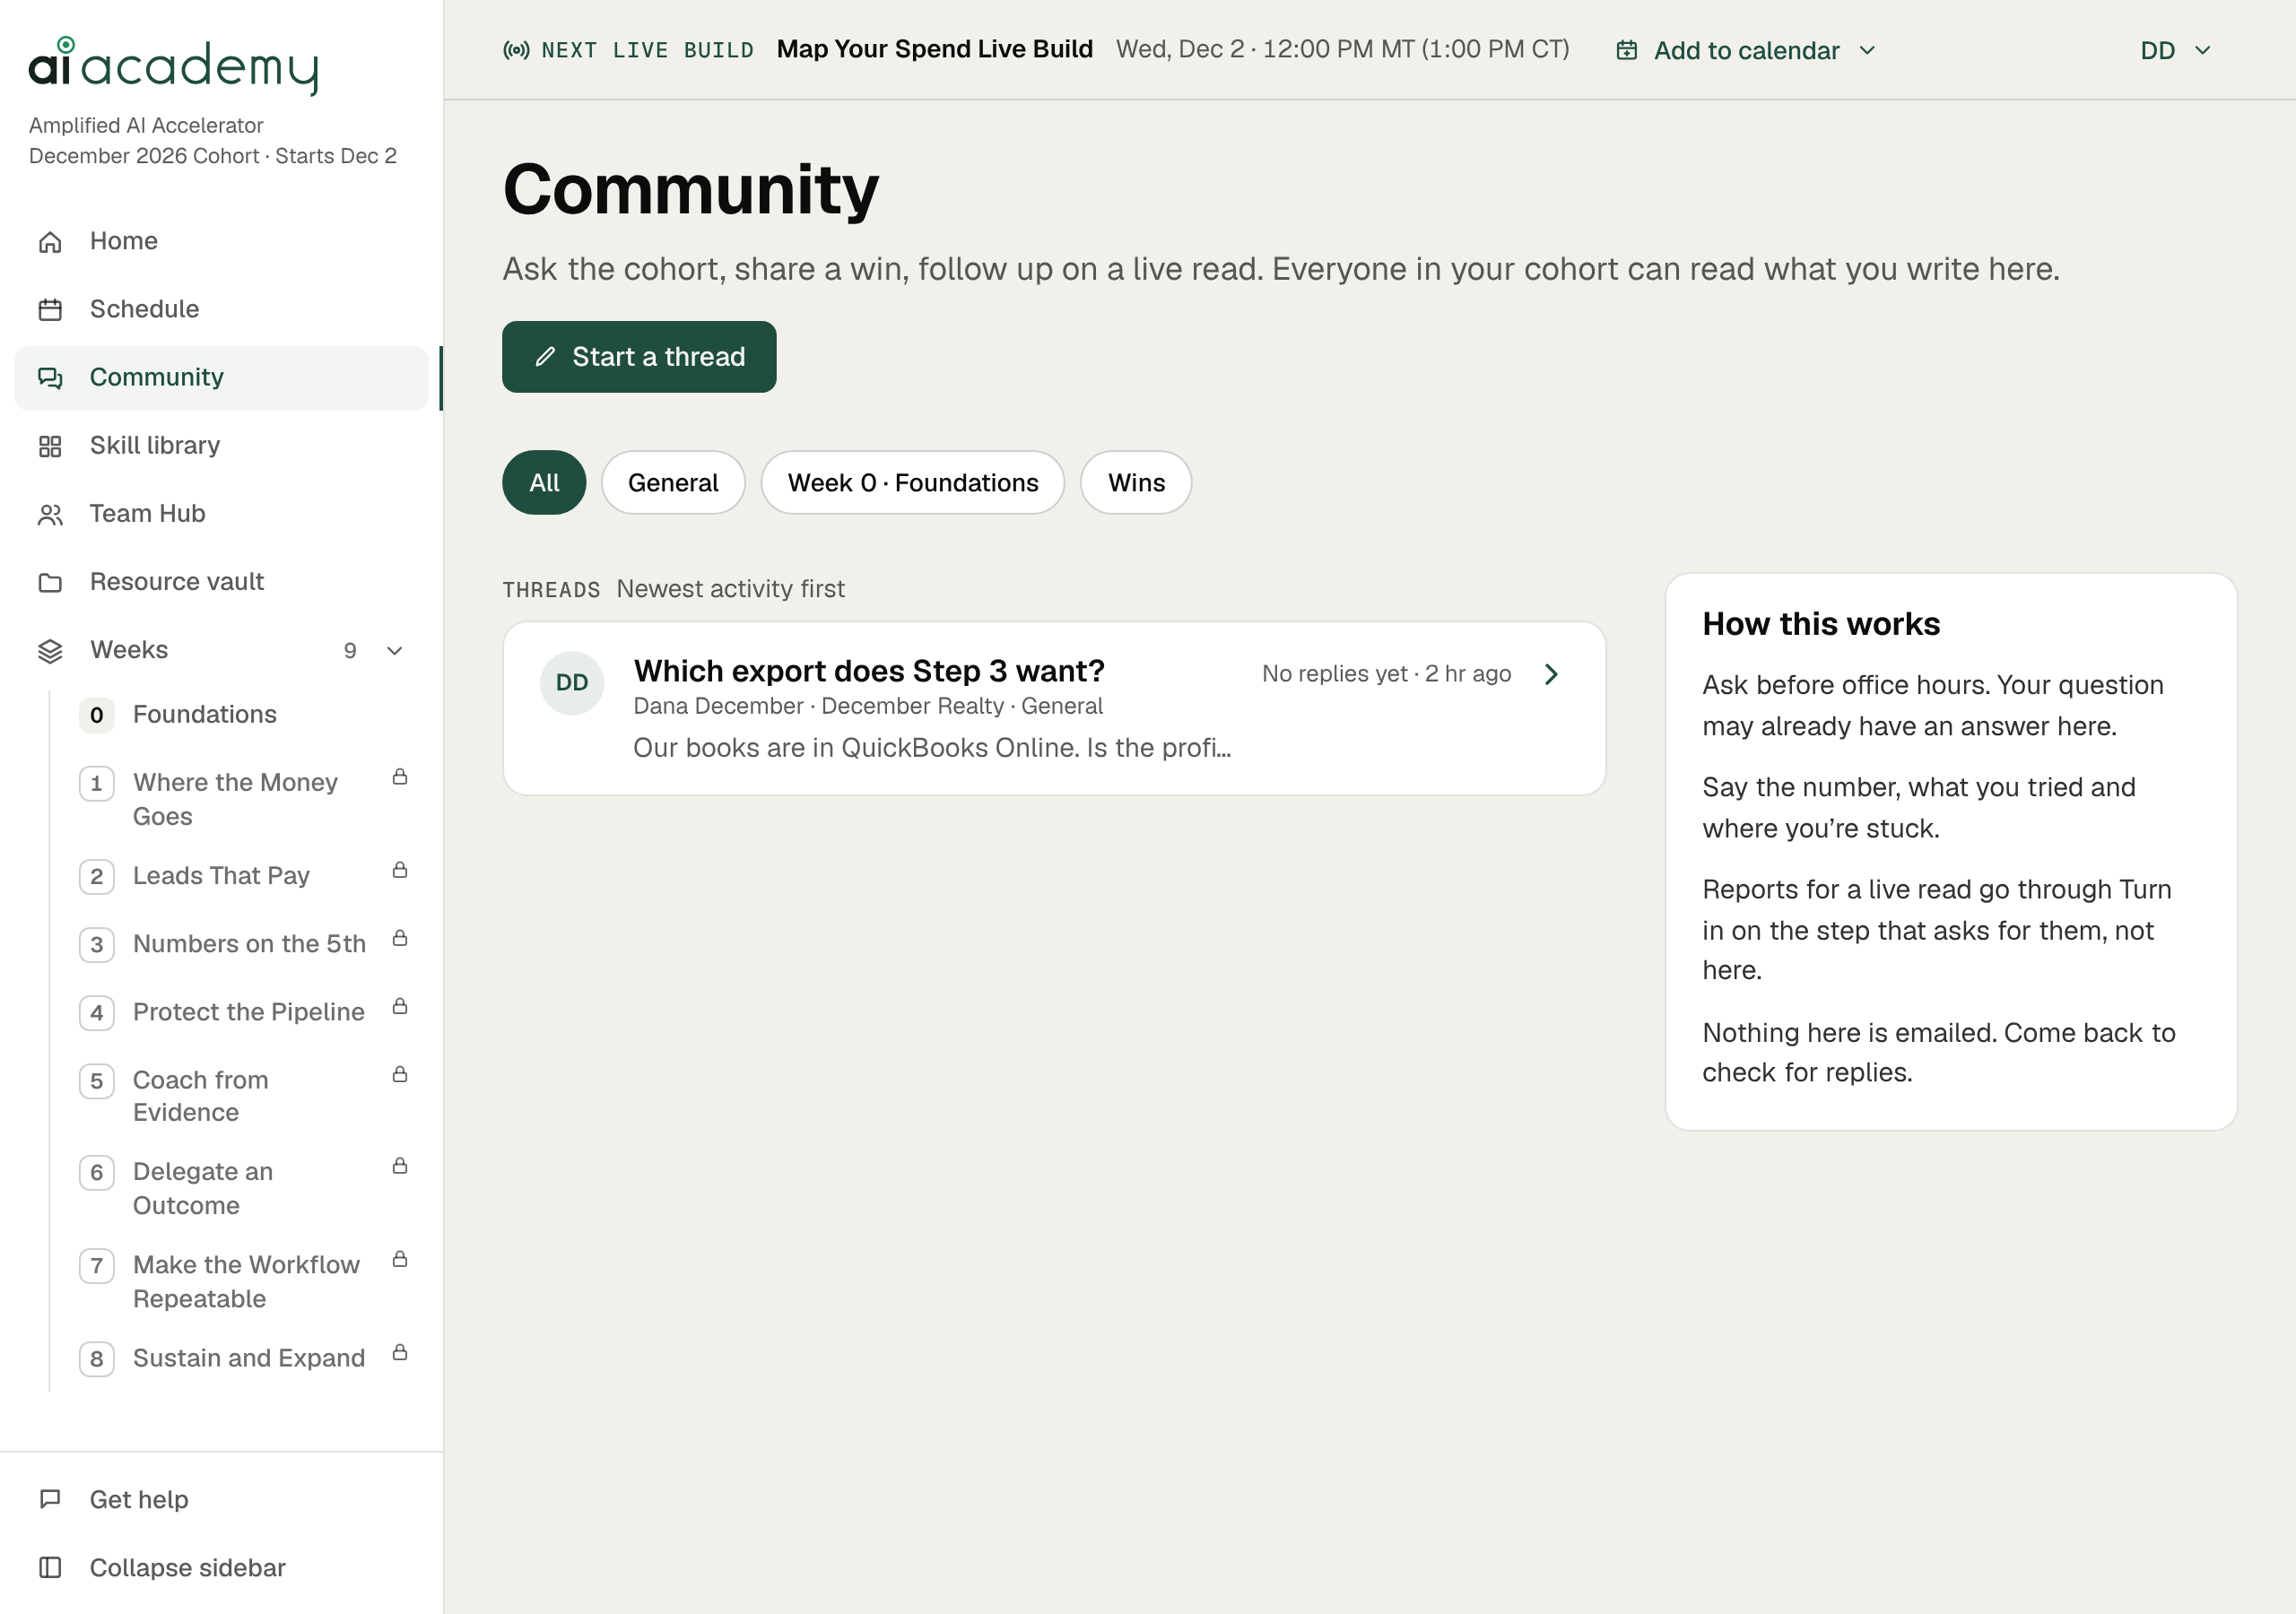 ai academy
Amplified AI Accelerator
December 2026 Cohort · Starts Dec 2
Home
Schedule
Community
Skill library
Team Hub
Resource vault
Weeks 9
0 Foundations
1 Where the Money
Goes
2 Leads That Pay
3 Numbers on the 5th
4 Protect the Pipeline
5 Coach from
Evidence
6 Delegate an
Outcome
7 Make the Workflow
Repeatable
8 Sustain and Expand
Get help
Collapse sidebar
NEXT LIVE BUILD Map Your Spend Live Build Wed, Dec 2 · 12:00 PM MT (1:00 PM CT) Add to calendar DD
Community
Ask the cohort, share a win, follow up on a live read. Everyone in your cohort can read what you write here.
Start a thread
All General Week 0 · Foundations Wins
THREADS Newest activity first
DD Which export does Step 3 want? No replies yet · 2 hr ago
Dana December · December Realty · General
Our books are in QuickBooks Online. Is the profi…
How this works
Ask before office hours. Your question
may already have an answer here.
Say the number, what you tried and
where you’re stuck.
Reports for a live read go through Turn
in on the step that asks for them, not
here.
Nothing here is emailed. Come back to
check for replies.